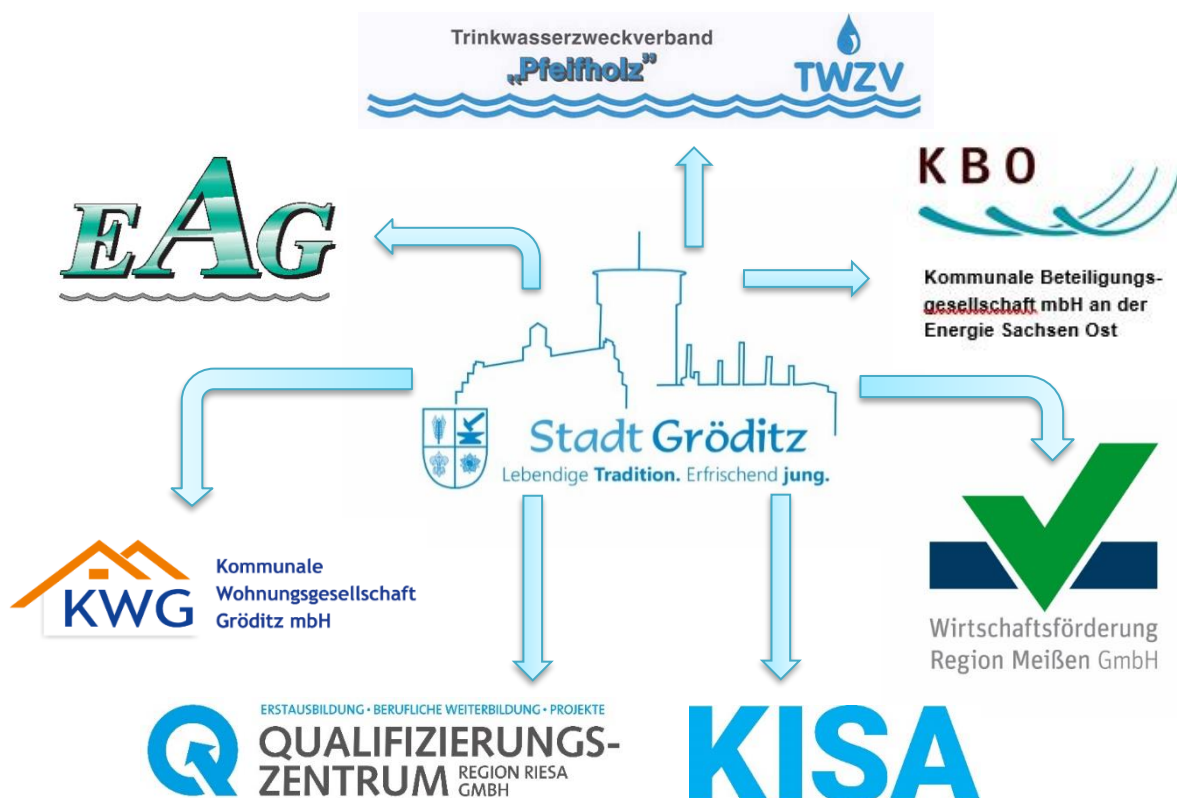 Trinkwasserzweckverband
„Pfeifholz”
TWZV
EAG
KBO
Kommunale Beteiligungs-
gesellschaft mbH an der
Energie Sachsen Ost
Stadt Gröditz
Lebendige Tradition. Erfrischend jung.
KWG
Kommunale
Wohnungsgesellschaft
Gröditz mbH
Wirtschaftsförderung
Region Meißen GmbH
ERSTAUSBILDUNG • BERUFLICHE WEITERBILDUNG • PROJEKTE
QUALIFIZIERUNGS-
ZENTRUM REGION RIESA
GMBH
KISA